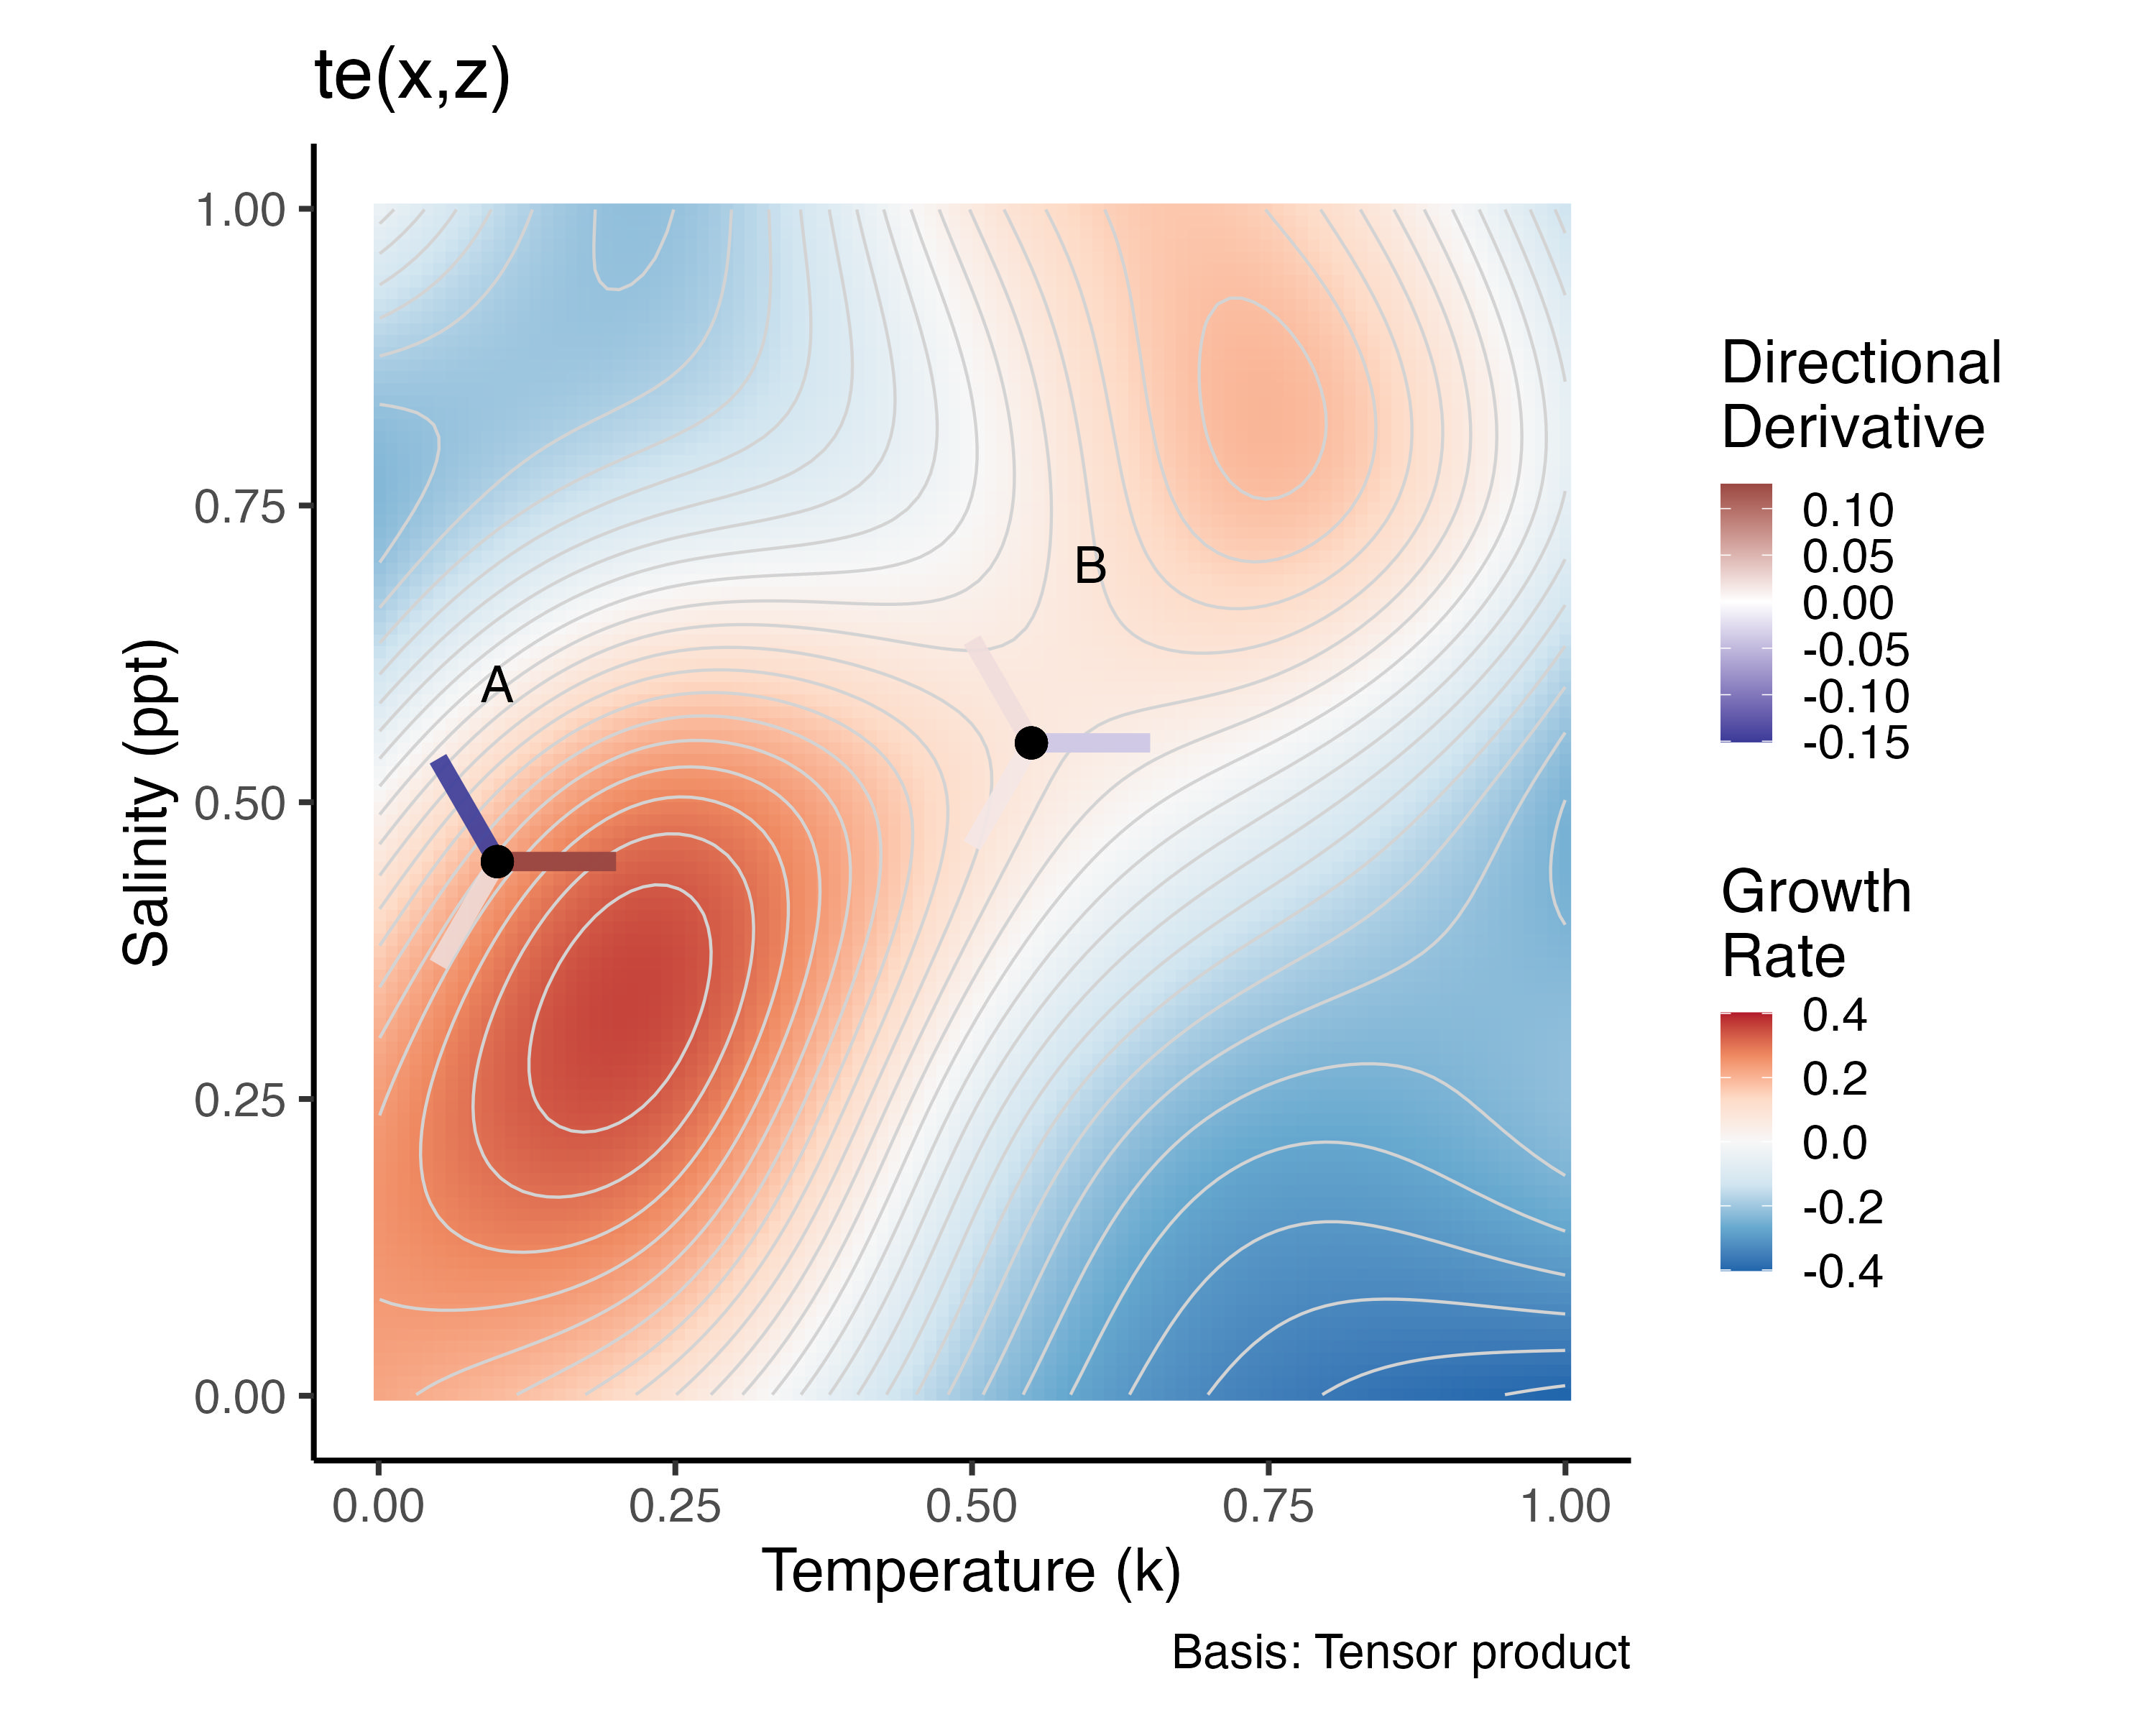 te(x,z)
1.00
0.75
0.50
0.25
0.00
Salinity (ppt)
A
B
0.00 0.25 0.50 0.75 1.00
Temperature (k)
Basis: Tensor product
Directional
Derivative
0.10
0.05
0.00
-0.05
-0.10
-0.15
Growth
Rate
0.4
0.2
0.0
-0.2
-0.4